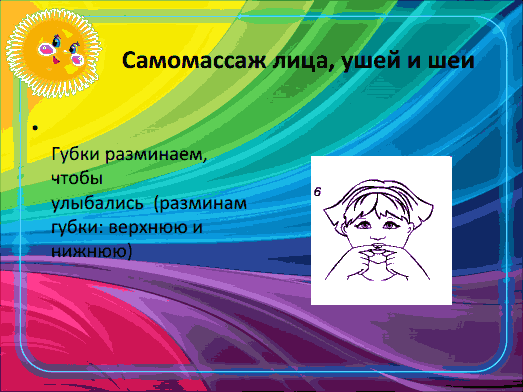 Самомассаж лица, ушей и шеи
• Губки разминаем,
чтобы
улыбались (разминам
губки: верхнюю и
нижнюю)
6